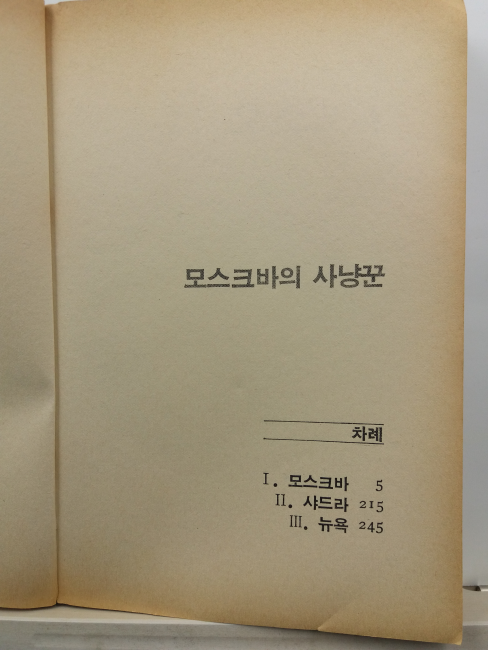 모스크바의 사냥꾼
차례
I. 모스크바 5
II. 샤드라 215
III. 뉴욕 245